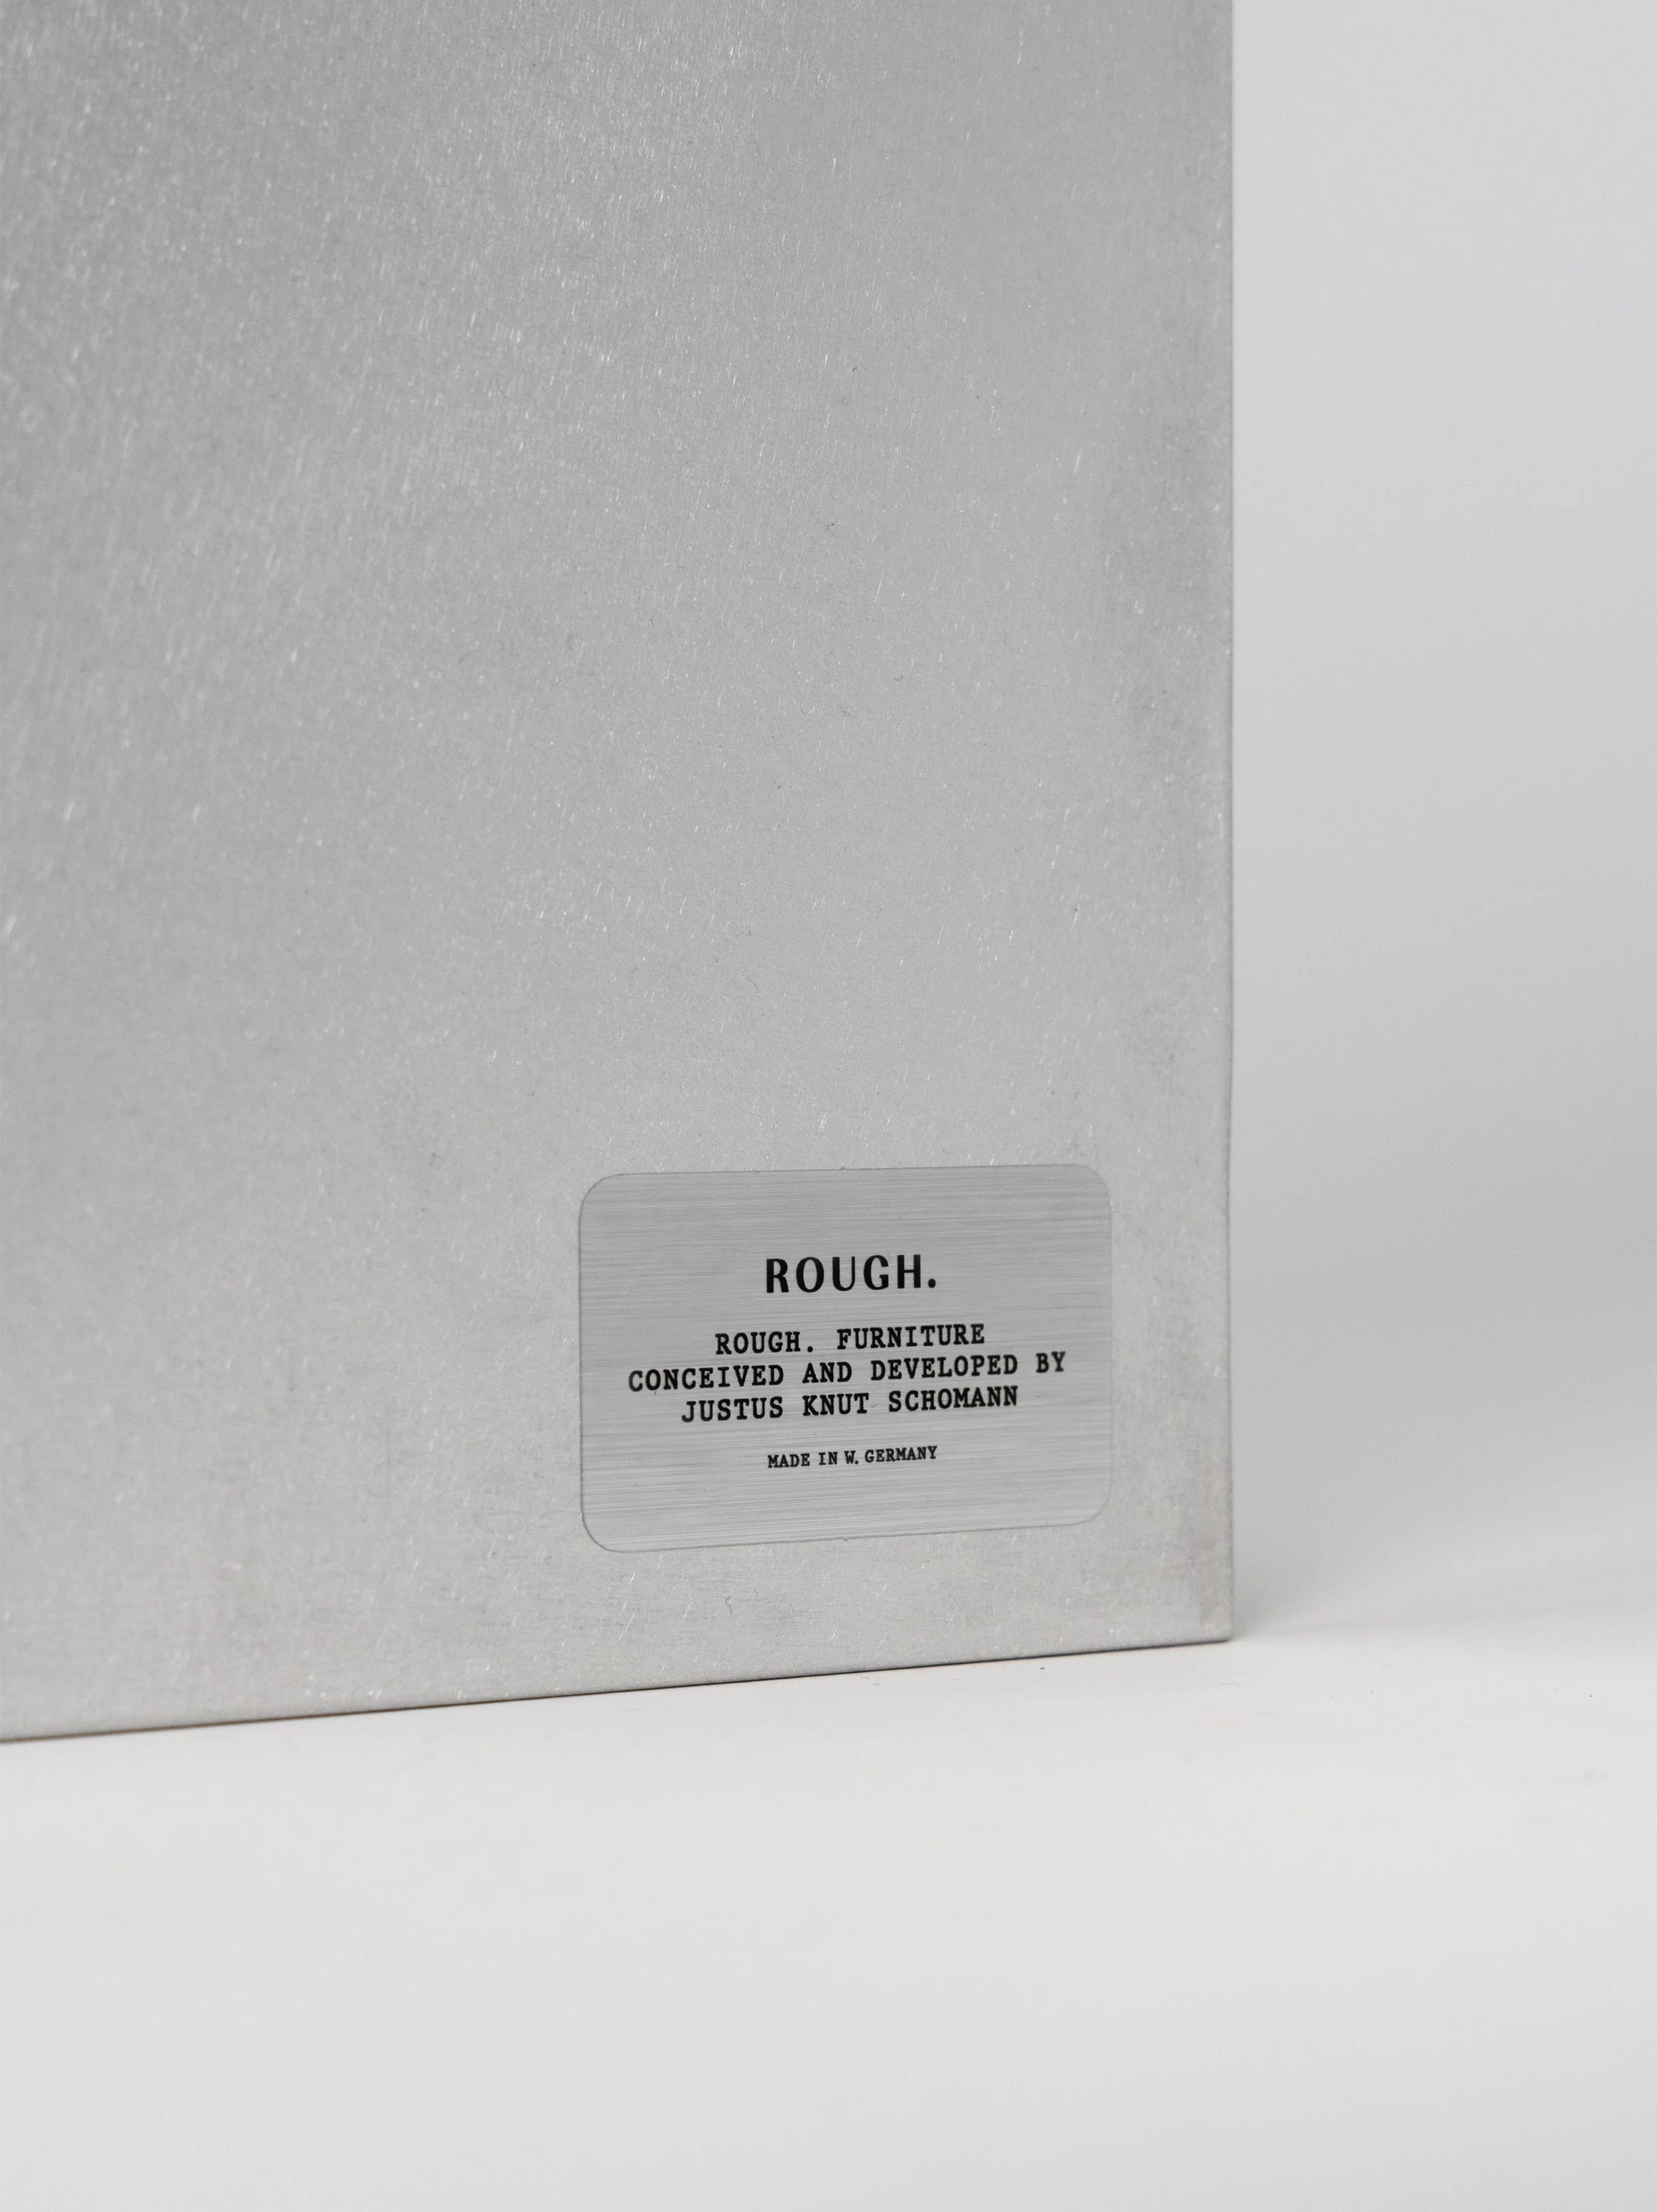 ROUGH.
ROUGH. FURNITURE
CONCEIVED AND DEVELOPED BY
JUSTUS KNUT SCHOMANN
MADE IN W. GERMANY